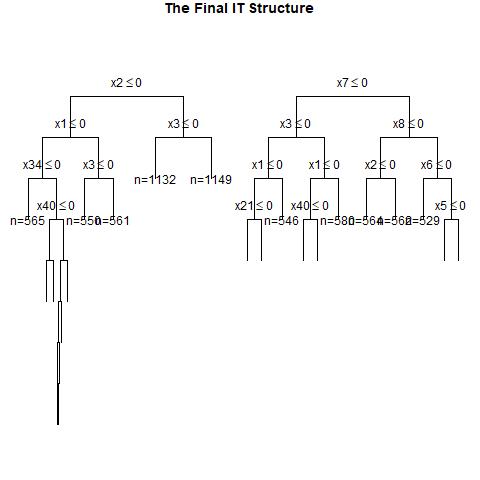 The Final IT Structure
x2 ≤ 0 x7 ≤ 0
x1 ≤ 0 x3 ≤ 0 x3 ≤ 0 x8 ≤ 0
x34 ≤ 0 x3 ≤ 0 x1 ≤ 0 x1 ≤ 0 x2 ≤ 0 x6 ≤ 0
n=1132 n=1149
x40 ≤ 0 x21 ≤ 0 x40 ≤ 0 x5 ≤ 0
n=565 n=550 n=561 n=546 n=580 n=564 n=562 n=529